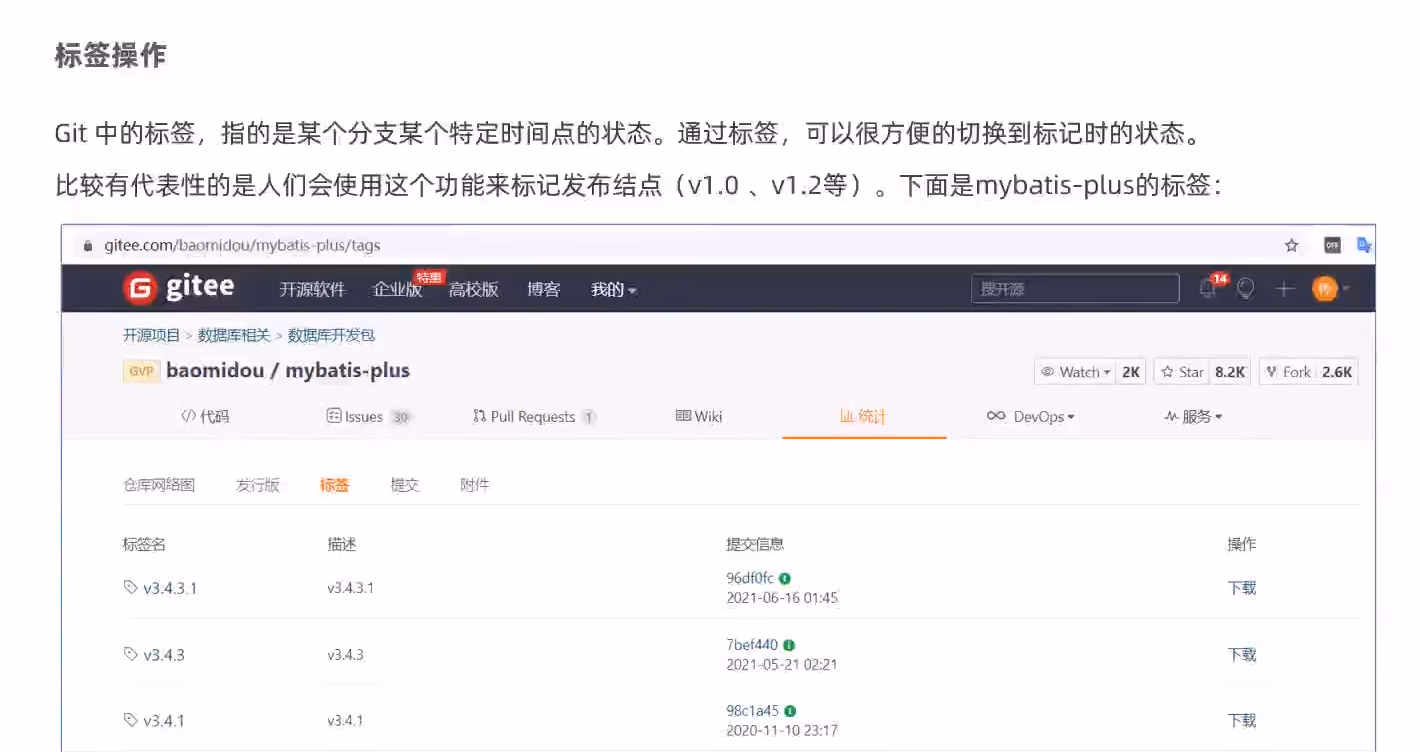 标签操作
Git 中的标签，指的是某个分支某个特定时间点的状态。通过标签，可以很方便的切换到标记时的状态。
比较有代表性的是人们会使用这个功能来标记发布结点（v1.0 、v1.2等）。下面是mybatis-plus的标签：
gitee.com/baomidou/mybatis-plus/tags OFF
gitee 开源软件 企业版 特惠 高校版 博客 我的 搜开源 14
开源项目 > 数据库相关 > 数据库开发包
GVP baomidou / mybatis-plus Watch 2K Star 8.2K Fork 2.6K
代码 Issues 30 Pull Requests 1 Wiki 统计 DevOps 服务
仓库网络图 发行版 标签 提交 附件
标签名 描述 提交信息 操作
v3.4.3.1 v3.4.3.1 96df0fc 下载
2021-06-16 01:45
v3.4.3 v3.4.3 7bef440 下载
2021-05-21 02:21
v3.4.1 v3.4.1 98c1a45 下载
2020-11-10 23:17